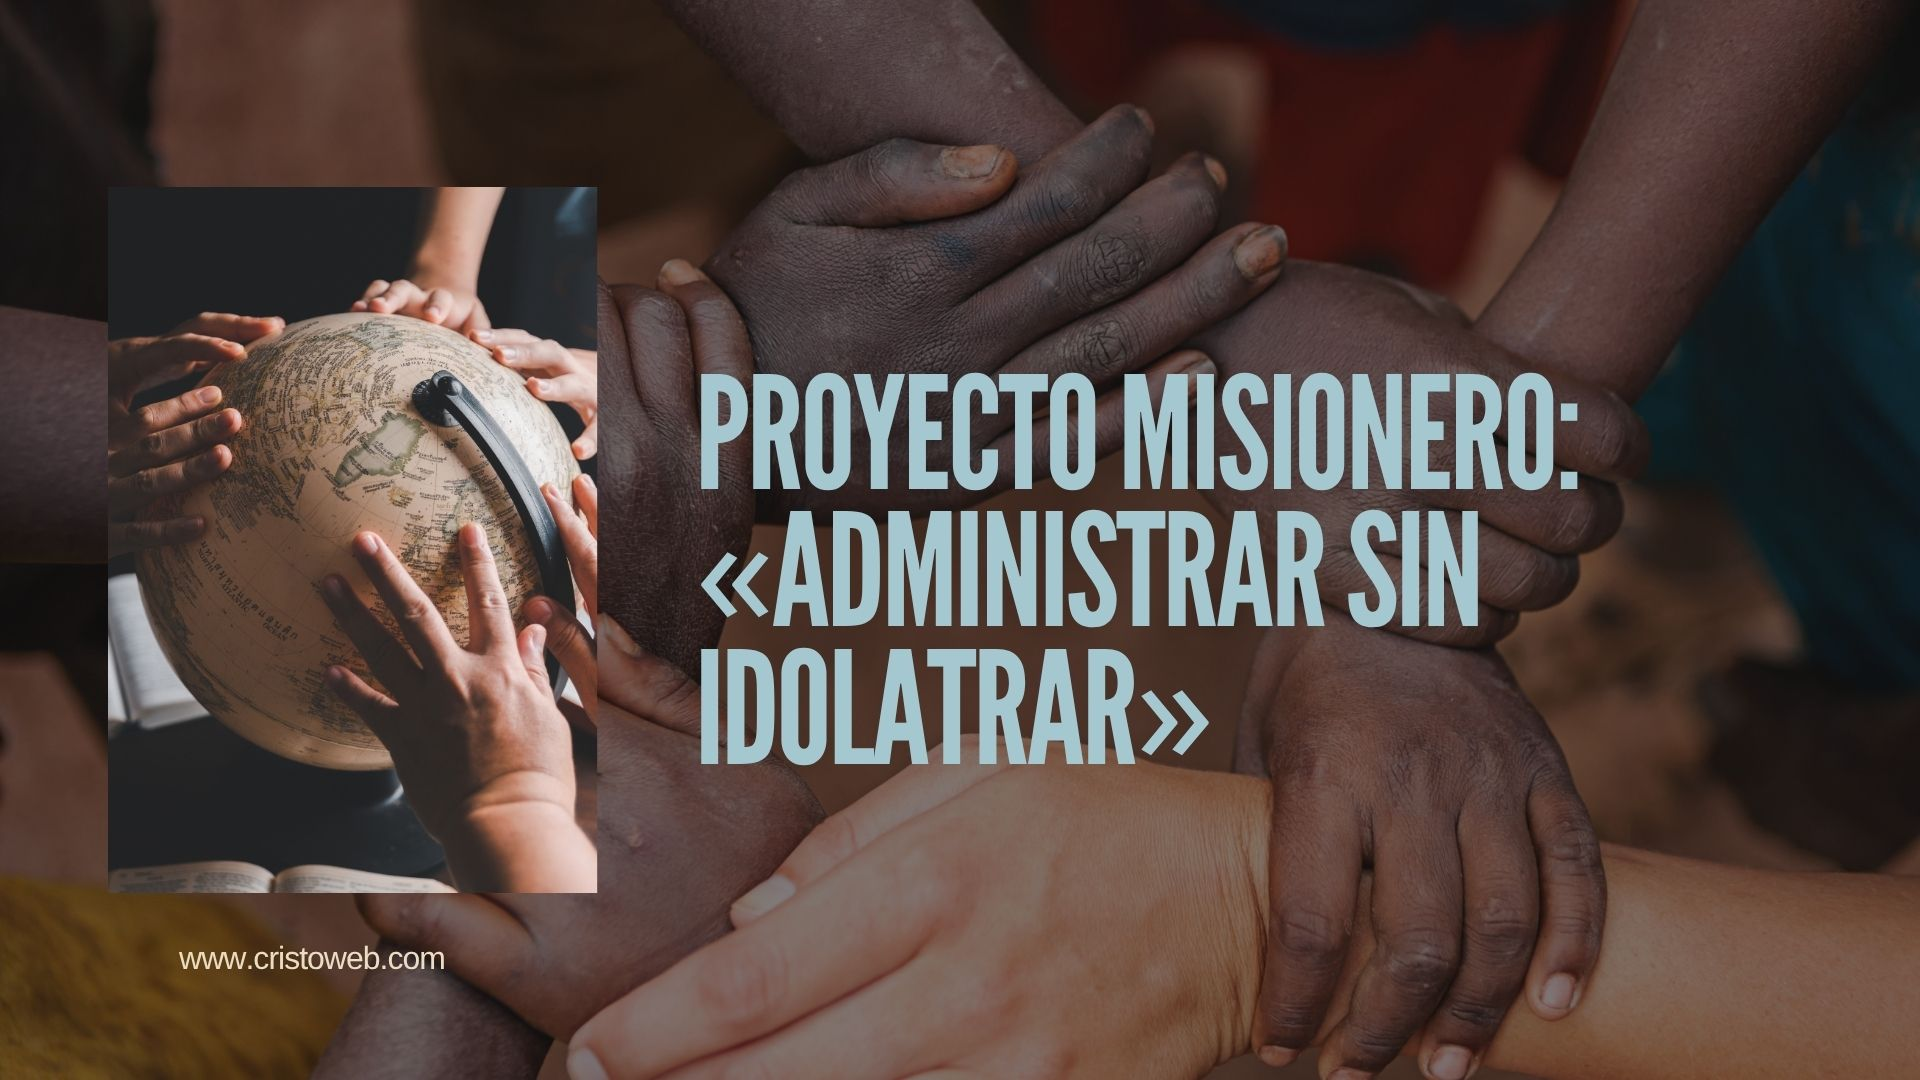 PROYECTO MISIONERO:
«ADMINISTRAR SIN
IDOLATRAR»
www.cristoweb.com